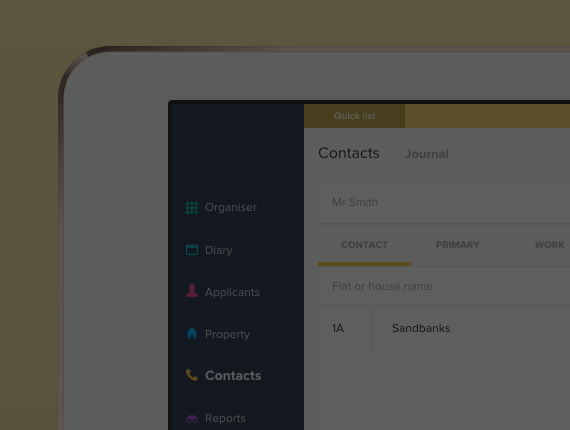 Quick list
Contacts Journal
Organiser
Mr Smith
Diary
CONTACT PRIMARY WORK
Applicants
Flat or house name
Property
1A Sandbanks
Contacts
Reports